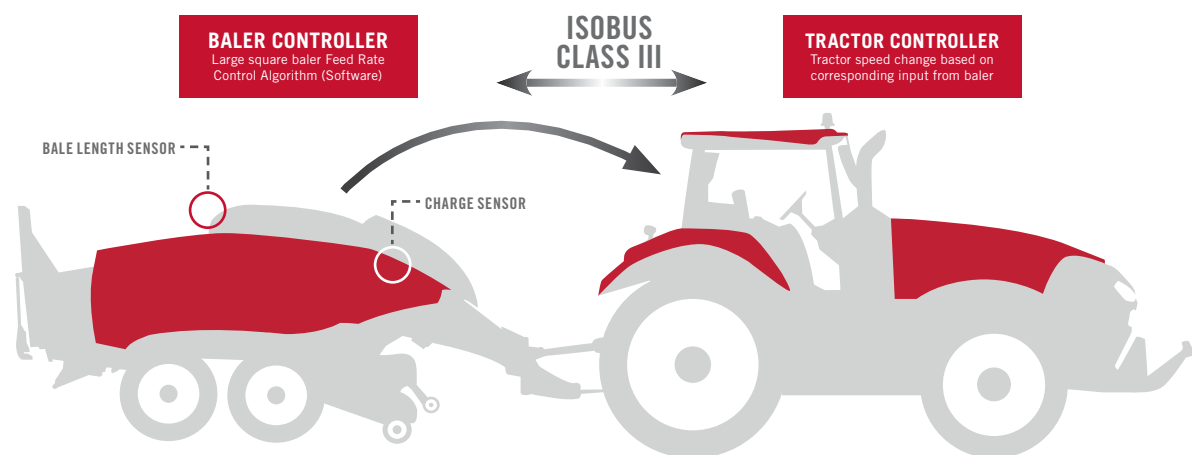 BALER CONTROLLER
Large square baler Feed Rate
Control Algorithm (Software)
ISOBUS
CLASS III
TRACTOR CONTROLLER
Tractor speed change based on
corresponding input from baler
BALE LENGTH SENSOR
CHARGE SENSOR